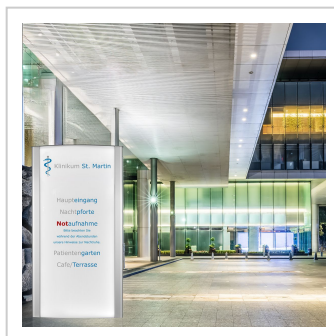 Klinikum St. Martin
Haupteingang
Nachtpforte
Notaufnahme
Patientengarten
Cafe/Terrasse